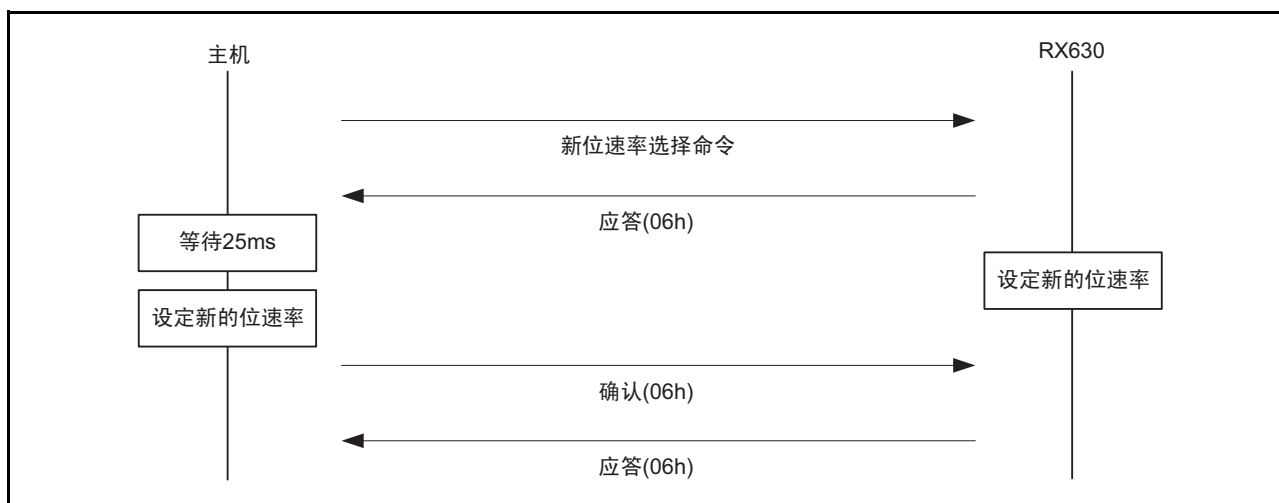 主机
RX630
新位速率选择命令
应答(06h)
等待25ms
设定新的位速率
设定新的位速率
确认(06h)
应答(06h)